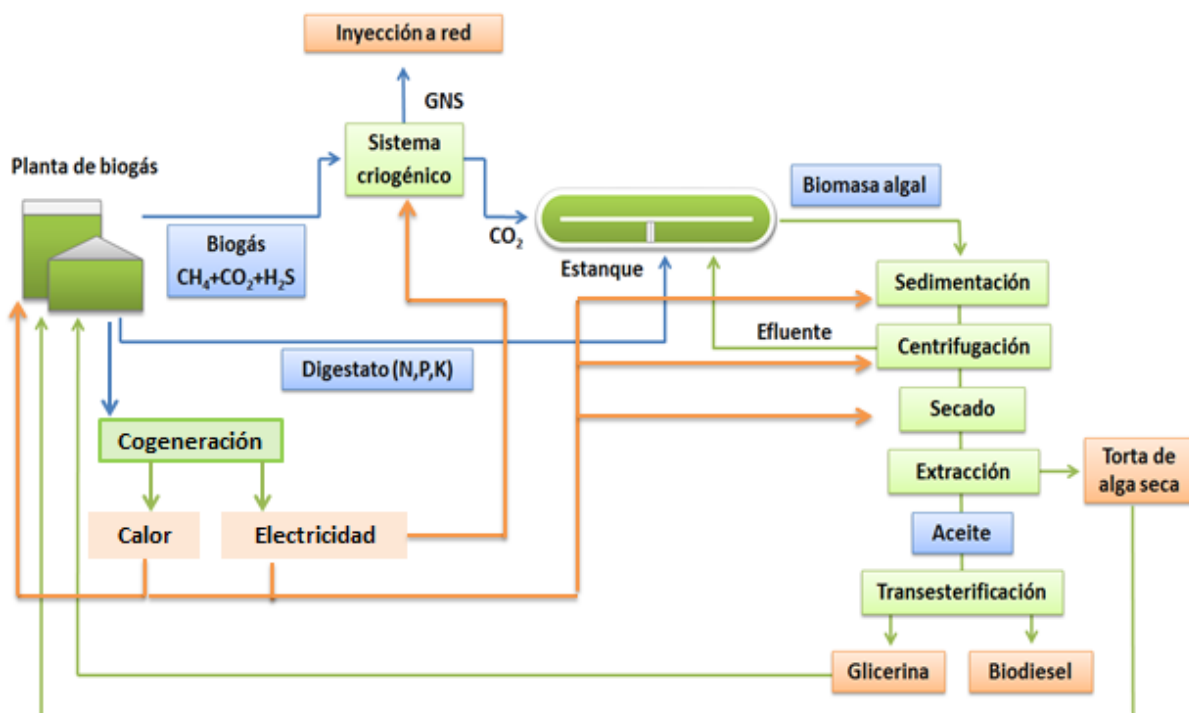 Inyección a red
GNS
Sistema
criogénico
Planta de biogás
Biogás
CH₄+CO₂+H₂S
CO₂
Estanque
Biomasa algal
Sedimentación
Efluente
Centrifugación
Digestato (N,P,K)
Secado
Cogeneración
Extracción
Torta de
alga seca
Calor
Electricidad
Aceite
Transesterificación
Glicerina
Biodiesel